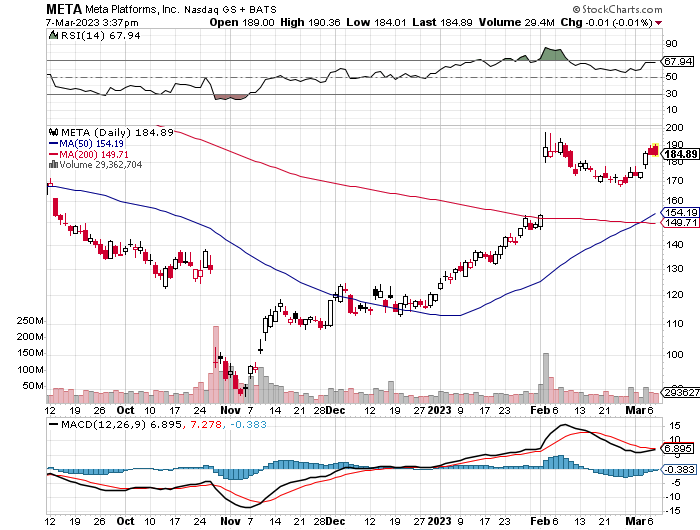 META Meta Platforms, Inc. Nasdaq GS + BATS © StockCharts.com
7-Mar-2023 3:37pm Open 189.00 High 190.36 Low 184.01 Last 184.89 Volume 29.4M Chg -0.01 (-0.01%)
RSI(14) 67.94
90
70
67.94
50
30
10
META (Daily) 184.89
MA(50) 154.19
MA(200) 149.71
Volume 29,362,704
200
190
184.89
180
170
160
154.19
149.71
140
130
120
110
100
250M
200M
150M
100M
50M
293627
12 19 26 Oct 10 17 24 Nov 7 14 21 28 Dec 12 19 27 2023 9 17 23 Feb 6 13 21 Mar 6
MACD(12,26,9) 6.895, 7.278, -0.383
15
10
6.895
-0.383
-5
-10
-15
12 19 26 Oct 10 17 24 Nov 7 14 21 28 Dec 12 19 27 2023 9 17 23 Feb 6 13 21 Mar 6